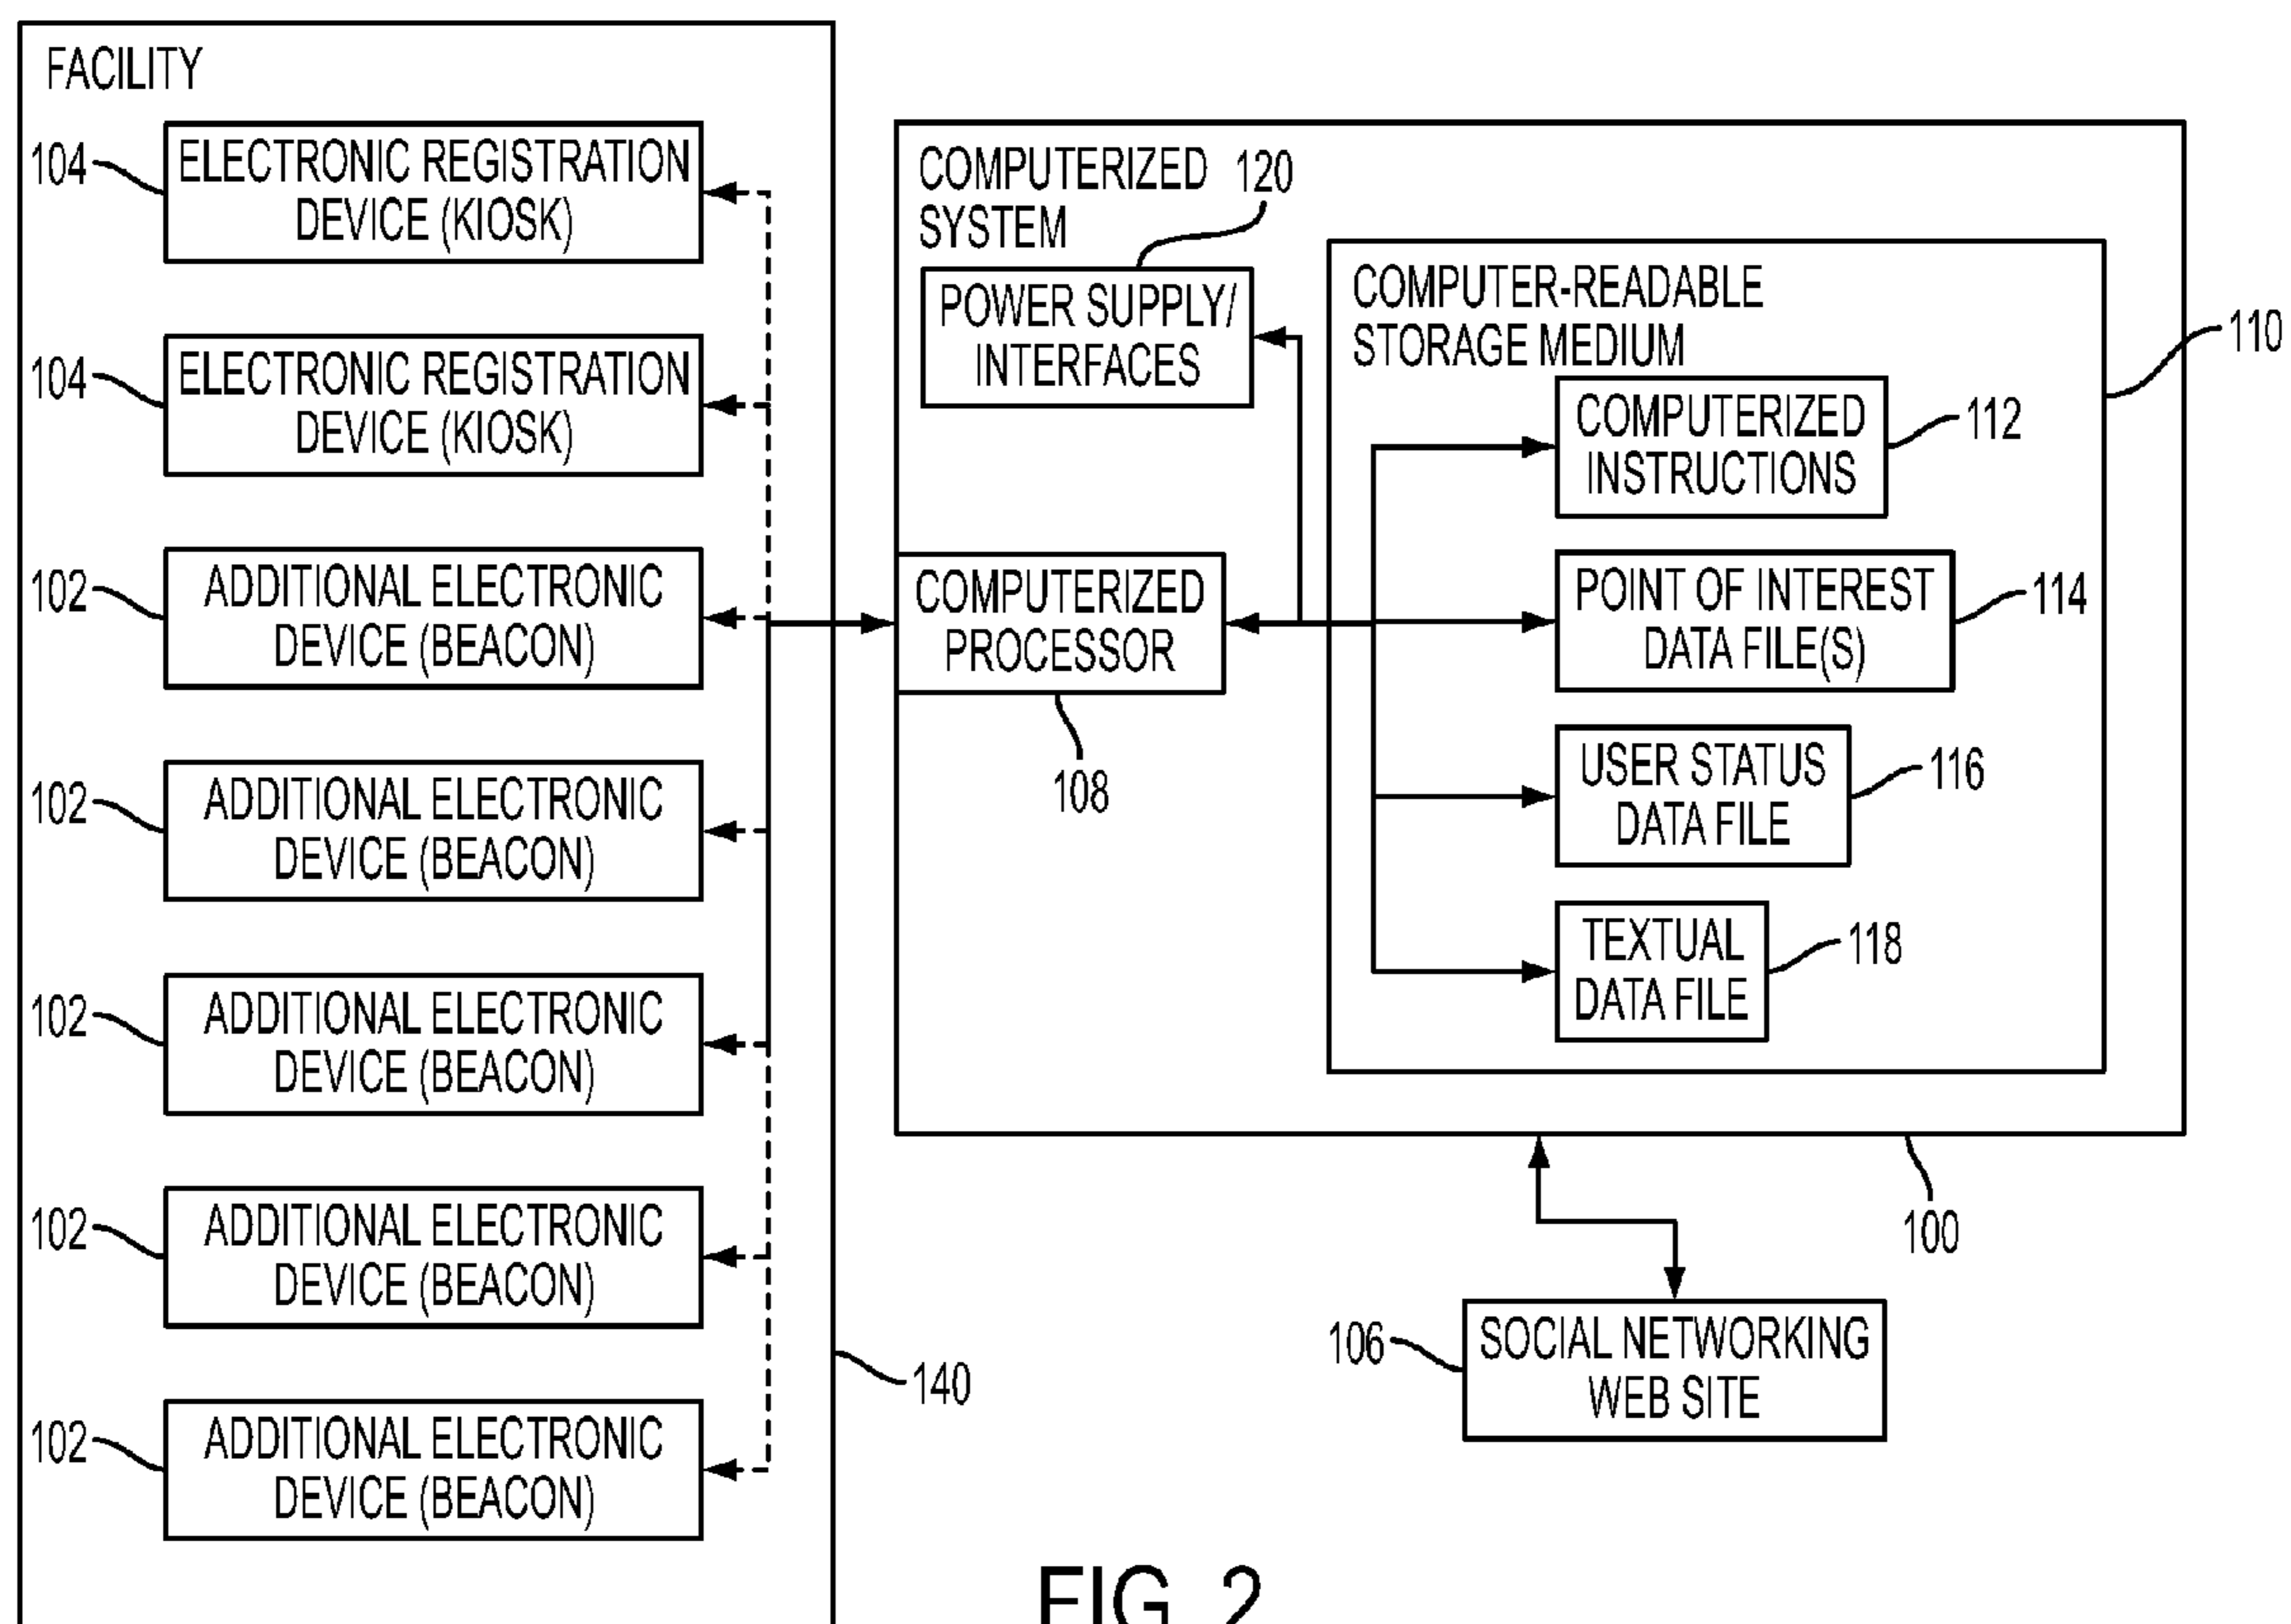 FACILITY
104
ELECTRONIC REGISTRATION
DEVICE (KIOSK)
104
ELECTRONIC REGISTRATION
DEVICE (KIOSK)
102
ADDITIONAL ELECTRONIC
DEVICE (BEACON)
102
ADDITIONAL ELECTRONIC
DEVICE (BEACON)
102
ADDITIONAL ELECTRONIC
DEVICE (BEACON)
102
ADDITIONAL ELECTRONIC
DEVICE (BEACON)
102
ADDITIONAL ELECTRONIC
DEVICE (BEACON)
140
COMPUTERIZED
SYSTEM
120
POWER SUPPLY/
INTERFACES
COMPUTERIZED
PROCESSOR
108
COMPUTER-READABLE
STORAGE MEDIUM
110
COMPUTERIZED
INSTRUCTIONS
112
POINT OF INTEREST
DATA FILE(S)
114
USER STATUS
DATA FILE
116
TEXTUAL
DATA FILE
118
100
106
SOCIAL NETWORKING
WEB SITE
FIG. 2